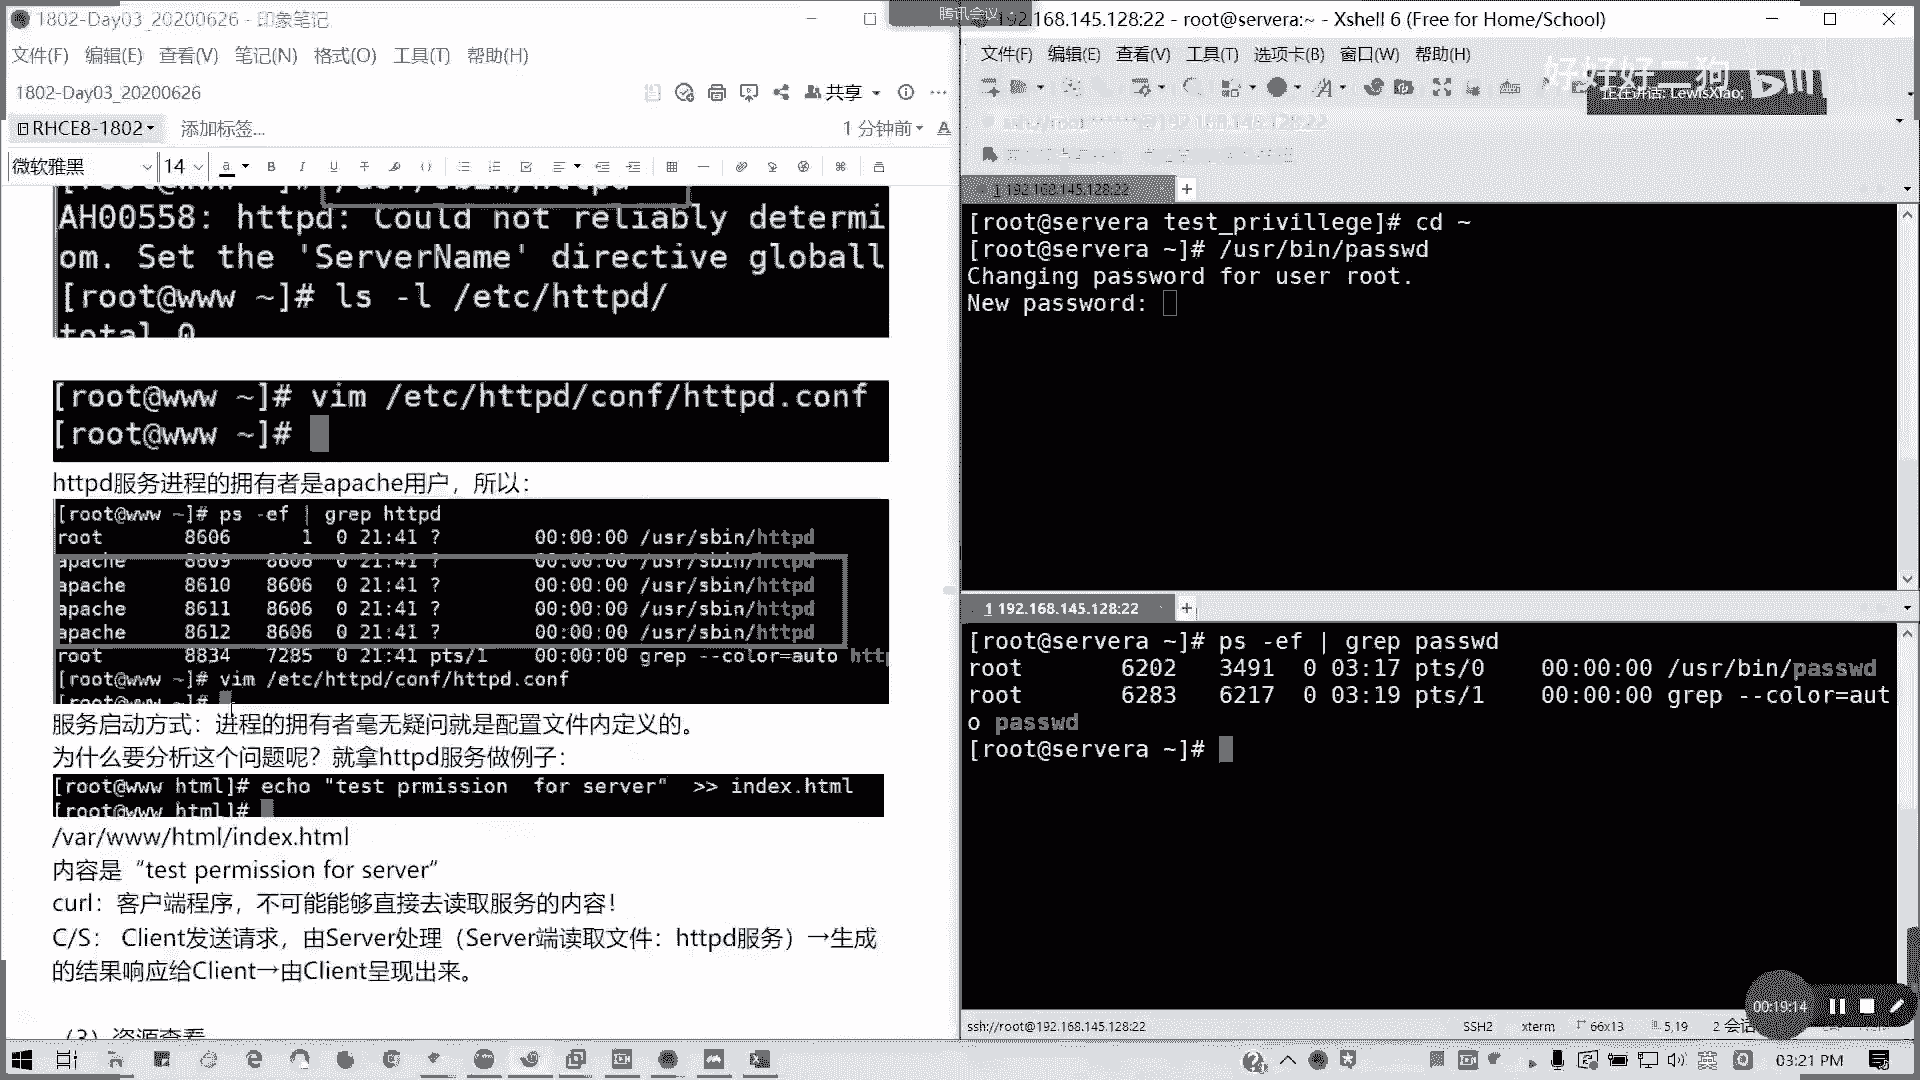 1802-Day03_20200626 - 印象笔记
文件(F) 编辑(E) 查看(V) 笔记(N) 格式(O) 工具(T) 帮助(H)
1802-Day03_20200626
共享
RHCE8-1802 添加标签...
1 分钟前
微软雅黑 14
AH00558: httpd: Could not reliably determi
om. Set the 'ServerName' directive globall
[root@www ~]# ls -l /etc/httpd/
total 0
[root@www ~]# vim /etc/httpd/conf/httpd.conf
[root@www ~]#
httpd服务进程的拥有者是apache用户，所以：
[root@www ~]# ps -ef | grep httpd
root 8606 1 0 21:41 ? 00:00:00 /usr/sbin/httpd
apache 8609 8606 0 21:41 ? 00:00:00 /usr/sbin/httpd
apache 8610 8606 0 21:41 ? 00:00:00 /usr/sbin/httpd
apache 8611 8606 0 21:41 ? 00:00:00 /usr/sbin/httpd
apache 8612 8606 0 21:41 ? 00:00:00 /usr/sbin/httpd
root 8834 7285 0 21:41 pts/1 00:00:00 grep --color=auto htt
[root@www ~]# vim /etc/httpd/conf/httpd.conf
[root@www ~]#
服务启动方式：进程的拥有者毫无疑问就是配置文件内定义的。
为什么要分析这个问题呢？就拿httpd服务做例子：
[root@www html]# echo "test prmission for server" >> index.html
[root@www html]#
/var/www/html/index.html
内容是“test permission for server”
curl：客户端程序，不可能能够直接去读取服务的内容！
C/S： Client发送请求，由Server处理（Server端读取文件：httpd服务）→生成
的结果响应给Client→由Client呈现出来。
（3）资源查看
腾讯会议
192.168.145.128:22 - root@servera:~ - Xshell 6 (Free for Home/School)
文件(F) 编辑(E) 查看(V) 工具(T) 选项卡(B) 窗口(W) 帮助(H)
好好好二狗
正在讲话: LewisXiao;
1 192.168.145.128:22
[root@servera test_privillege]# cd ~
[root@servera ~]# /usr/bin/passwd
Changing password for user root.
New password:
1 192.168.145.128:22
[root@servera ~]# ps -ef | grep passwd
root 6202 3491 0 03:17 pts/0 00:00:00 /usr/bin/passwd
root 6283 6217 0 03:19 pts/1 00:00:00 grep --color=aut
o passwd
[root@servera ~]#
00:19:14
ssh://root@192.168.145.128:22 SSH2 xterm 66x13 5,19 2 会话
英
03:21 PM